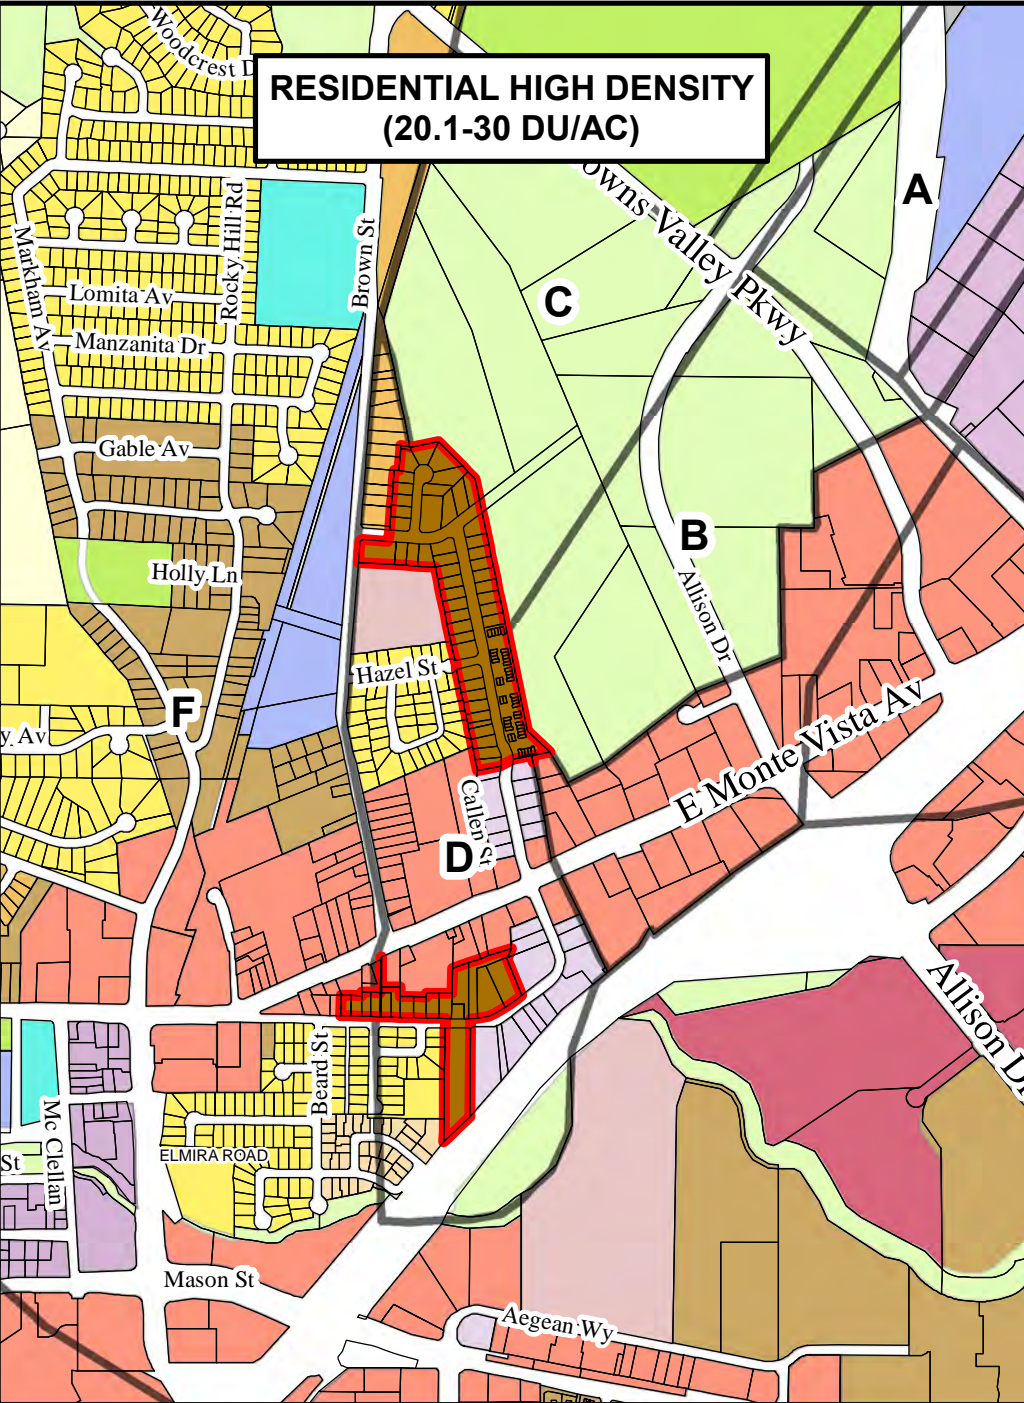 Woodcrest D
RESIDENTIAL HIGH DENSITY
(20.1-30 DU/AC)
owns Valley Pkwy
A
Markham Av
Rocky Hill Rd
Brown St
Lomita Av
C
Manzanita Dr
Gable Av
B
Holly Ln
Allison Dr
Hazel St
F
y Av
E Monte Vista Av
Callen St
D
Allison Dr
Beard St
Mc Clellan
ELMIRA ROAD
St
Mason St
Aegean Wy